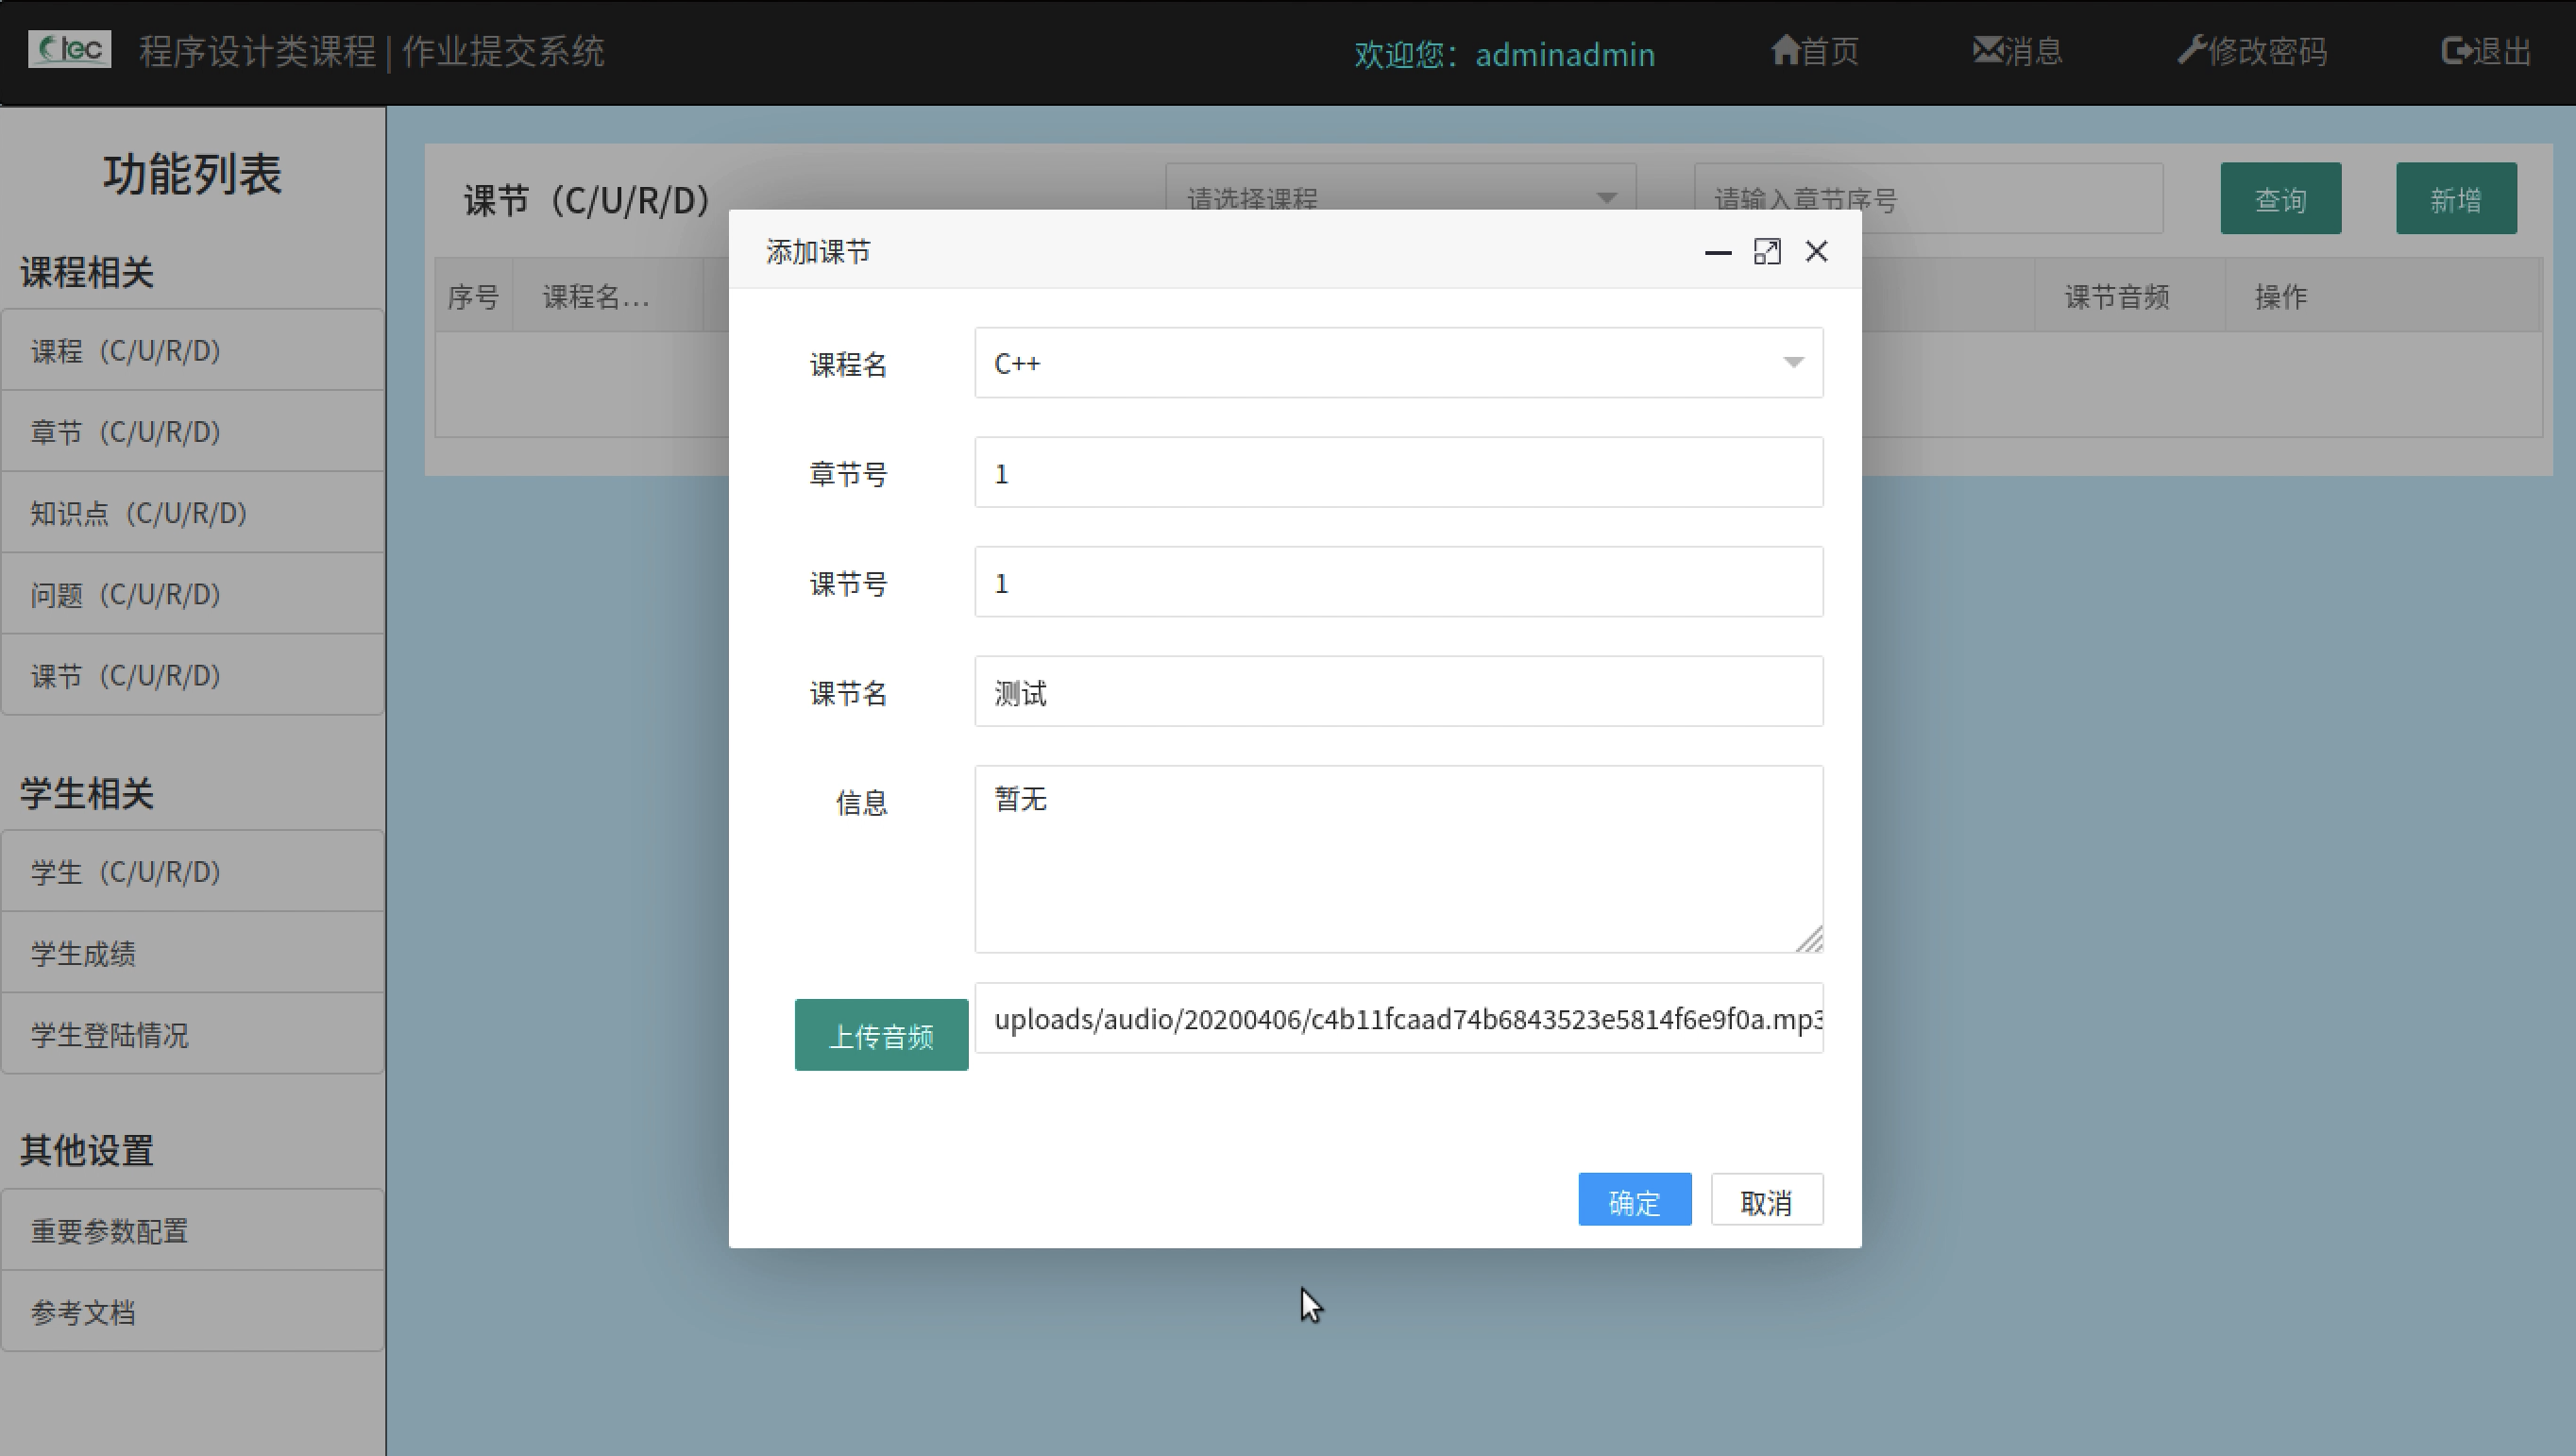 tec 程序设计类课程 | 作业提交系统
欢迎您：adminadmin
首页
消息
修改密码
退出
功能列表
课程相关
课程（C/U/R/D）
章节（C/U/R/D）
知识点（C/U/R/D）
问题（C/U/R/D）
课节（C/U/R/D）
学生相关
学生（C/U/R/D）
学生成绩
学生登陆情况
其他设置
重要参数配置
参考文档
课节（C/U/R/D）
请选择课程
请输入章节序号
查询
新增
序号
课程名...
课节音频
操作
添加课节
课程名
C++
章节号
1
课节号
1
课节名
测试
信息
暂无
上传音频
uploads/audio/20200406/c4b11fcaad74b6843523e5814f6e9f0a.mp3
确定
取消